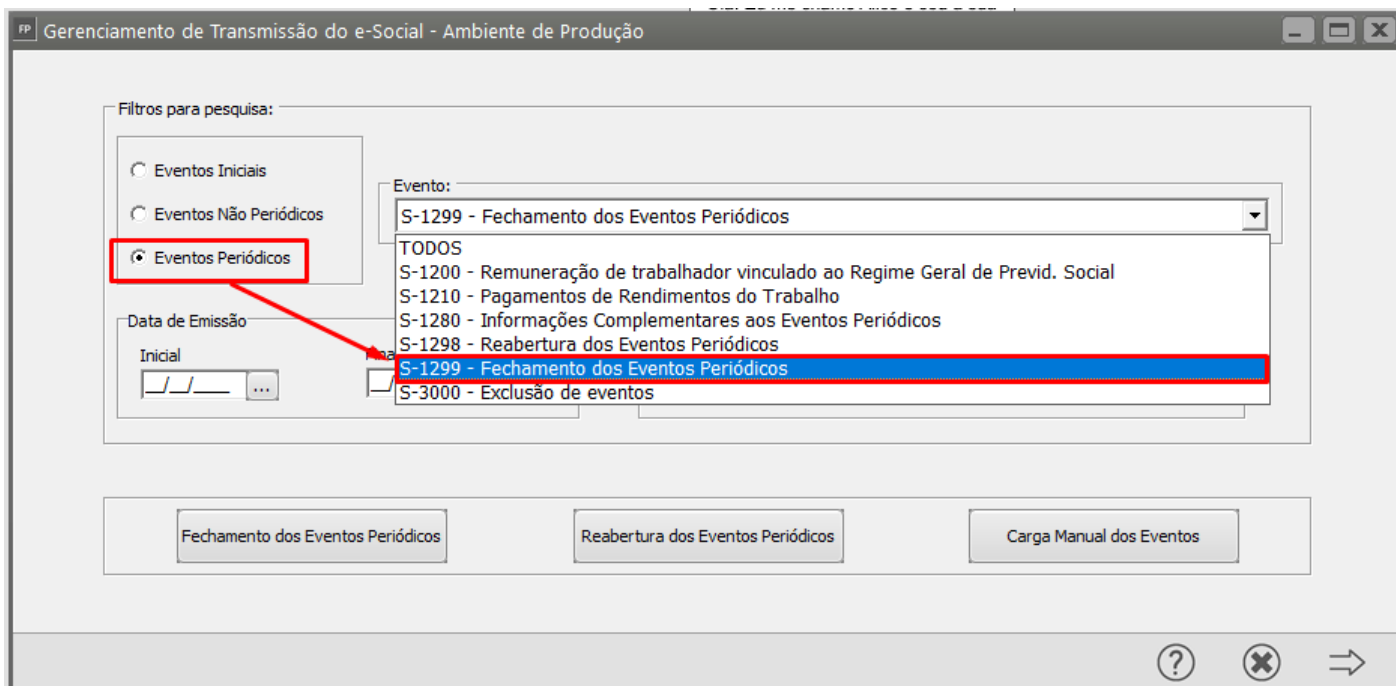 FP Gerenciamento de Transmissão do e-Social - Ambiente de Produção
Filtros para pesquisa:
Eventos Iniciais
Eventos Não Periódicos
Eventos Periódicos
Evento:
S-1299 - Fechamento dos Eventos Periódicos
TODOS
S-1200 - Remuneração de trabalhador vinculado ao Regime Geral de Previd. Social
S-1210 - Pagamentos de Rendimentos do Trabalho
S-1280 - Informações Complementares aos Eventos Periódicos
S-1298 - Reabertura dos Eventos Periódicos
S-1299 - Fechamento dos Eventos Periódicos
S-3000 - Exclusão de eventos
Data de Emissão
Inicial
__/__/____ ...
Fechamento dos Eventos Periódicos
Reabertura dos Eventos Periódicos
Carga Manual dos Eventos